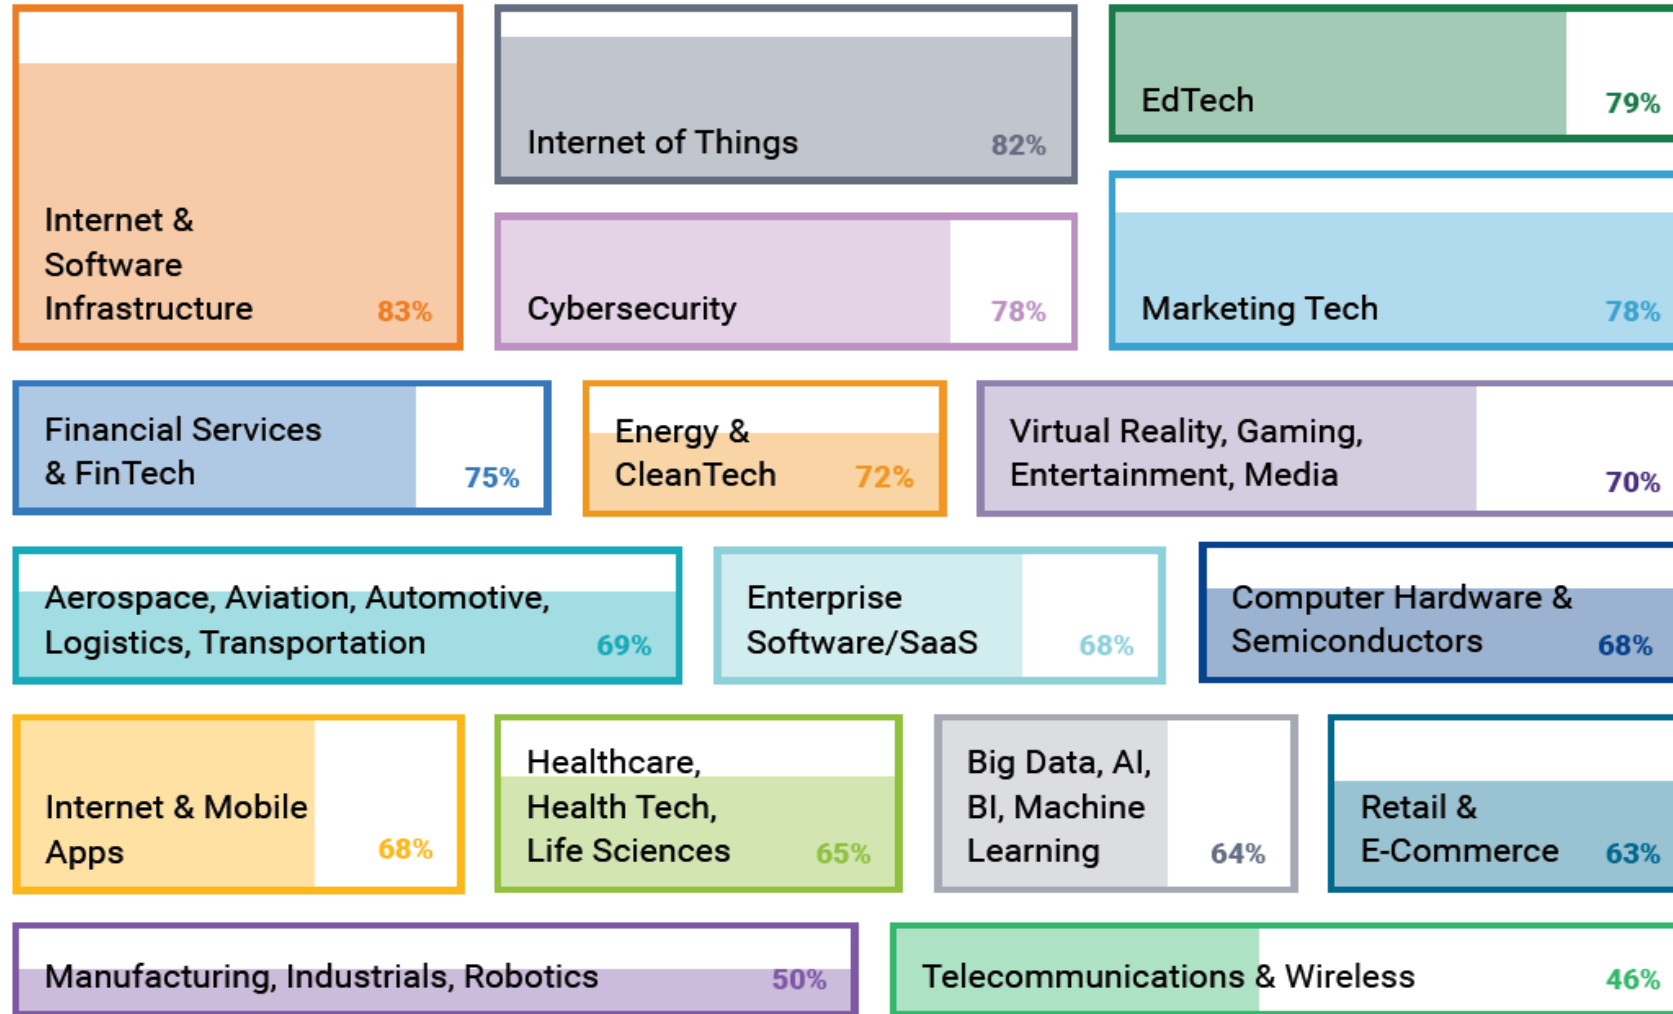 Internet &
Software
Infrastructure 83%
Internet of Things 82%
EdTech 79%
Cybersecurity 78%
Marketing Tech 78%
Financial Services
& FinTech 75%
Energy &
CleanTech 72%
Virtual Reality, Gaming,
Entertainment, Media 70%
Aerospace, Aviation, Automotive,
Logistics, Transportation 69%
Enterprise
Software/SaaS 68%
Computer Hardware &
Semiconductors 68%
Internet & Mobile
Apps 68%
Healthcare,
Health Tech,
Life Sciences 65%
Big Data, AI,
BI, Machine
Learning 64%
Retail &
E-Commerce 63%
Manufacturing, Industrials, Robotics 50%
Telecommunications & Wireless 46%